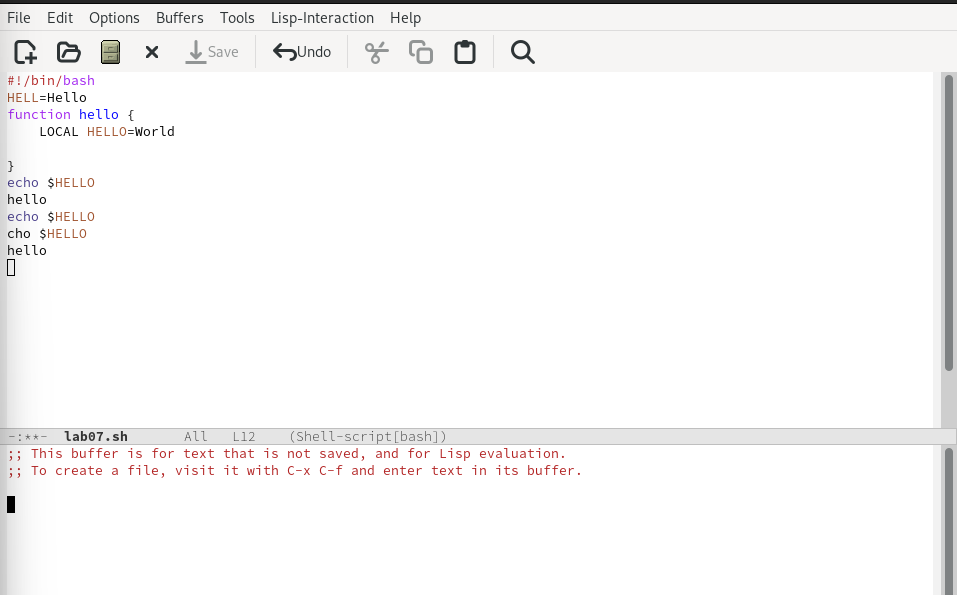 File Edit Options Buffers Tools Lisp-Interaction Help
Save Undo
#!/bin/bash
HELL=Hello
function hello {
    LOCAL HELLO=World
}
echo $HELLO
hello
echo $HELLO
cho $HELLO
hello
-:**- lab07.sh All L12 (Shell-script[bash])
;; This buffer is for text that is not saved, and for Lisp evaluation.
;; To create a file, visit it with C-x C-f and enter text in its buffer.